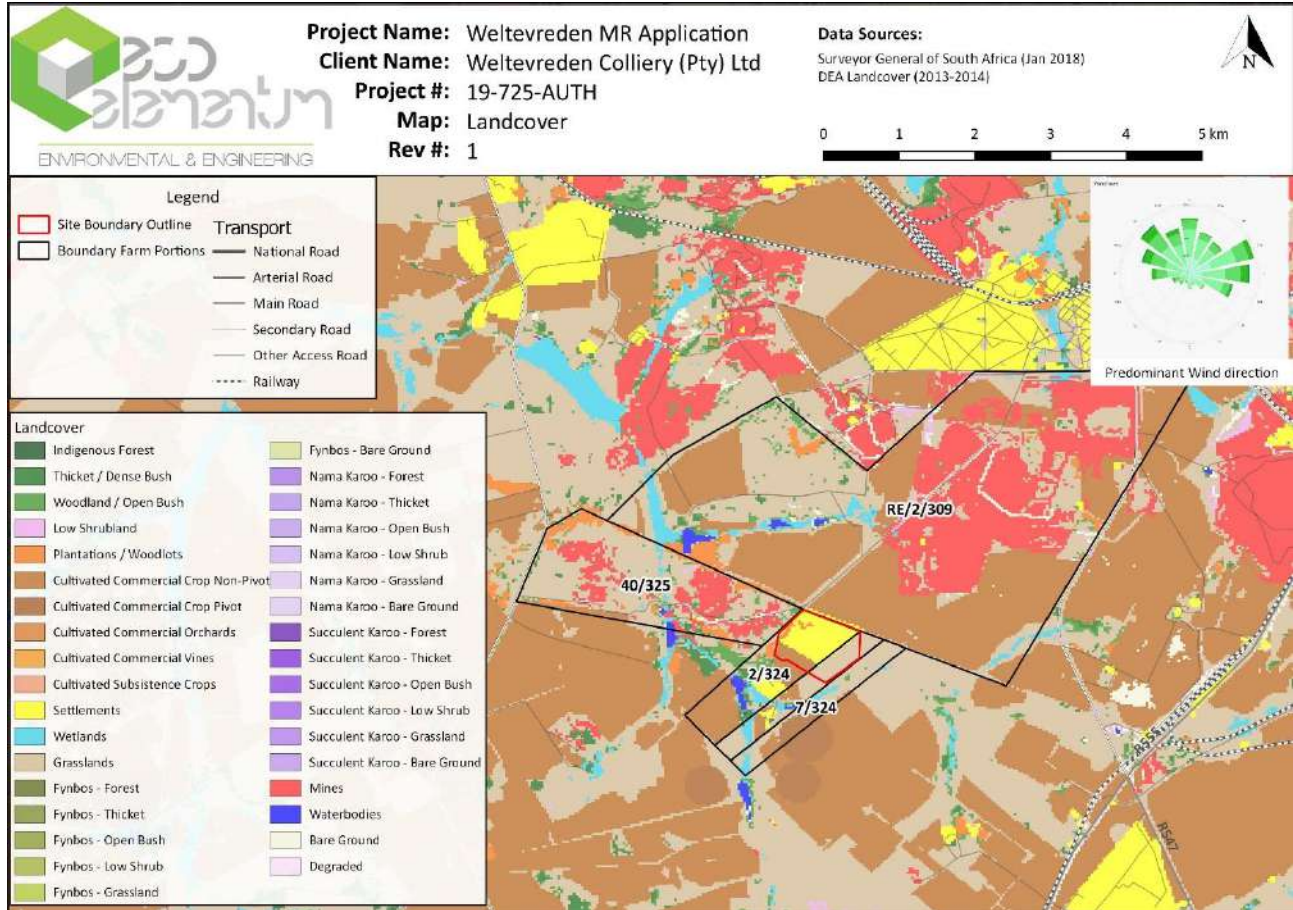 eco
elementum
ENVIRONMENTAL & ENGINEERING
Project Name: Weltevreden MR Application
Client Name: Weltevreden Colliery (Pty) Ltd
Project #: 19-725-AUTH
Map: Landcover
Rev #: 1
Data Sources:
Surveyor General of South Africa (Jan 2018)
DEA Landcover (2013-2014)
N
0 1 2 3 4 5 km
Legend
Site Boundary Outline
Boundary Farm Portions
Transport
National Road
Arterial Road
Main Road
Secondary Road
Other Access Road
Railway
Predominant Wind direction
Landcover
Indigenous Forest
Thicket / Dense Bush
Woodland / Open Bush
Low Shrubland
Plantations / Woodlots
Cultivated Commercial Crop Non-Pivot
Cultivated Commercial Crop Pivot
Cultivated Commercial Orchards
Cultivated Commercial Vines
Cultivated Subsistence Crops
Settlements
Wetlands
Grasslands
Fynbos - Forest
Fynbos - Thicket
Fynbos - Open Bush
Fynbos - Low Shrub
Fynbos - Grassland
Fynbos - Bare Ground
Nama Karoo - Forest
Nama Karoo - Thicket
Nama Karoo - Open Bush
Nama Karoo - Low Shrub
Nama Karoo - Grassland
Nama Karoo - Bare Ground
Succulent Karoo - Forest
Succulent Karoo - Thicket
Succulent Karoo - Open Bush
Succulent Karoo - Low Shrub
Succulent Karoo - Grassland
Succulent Karoo - Bare Ground
Mines
Waterbodies
Bare Ground
Degraded
RE/2/309
40/325
2/324
7/324
R547